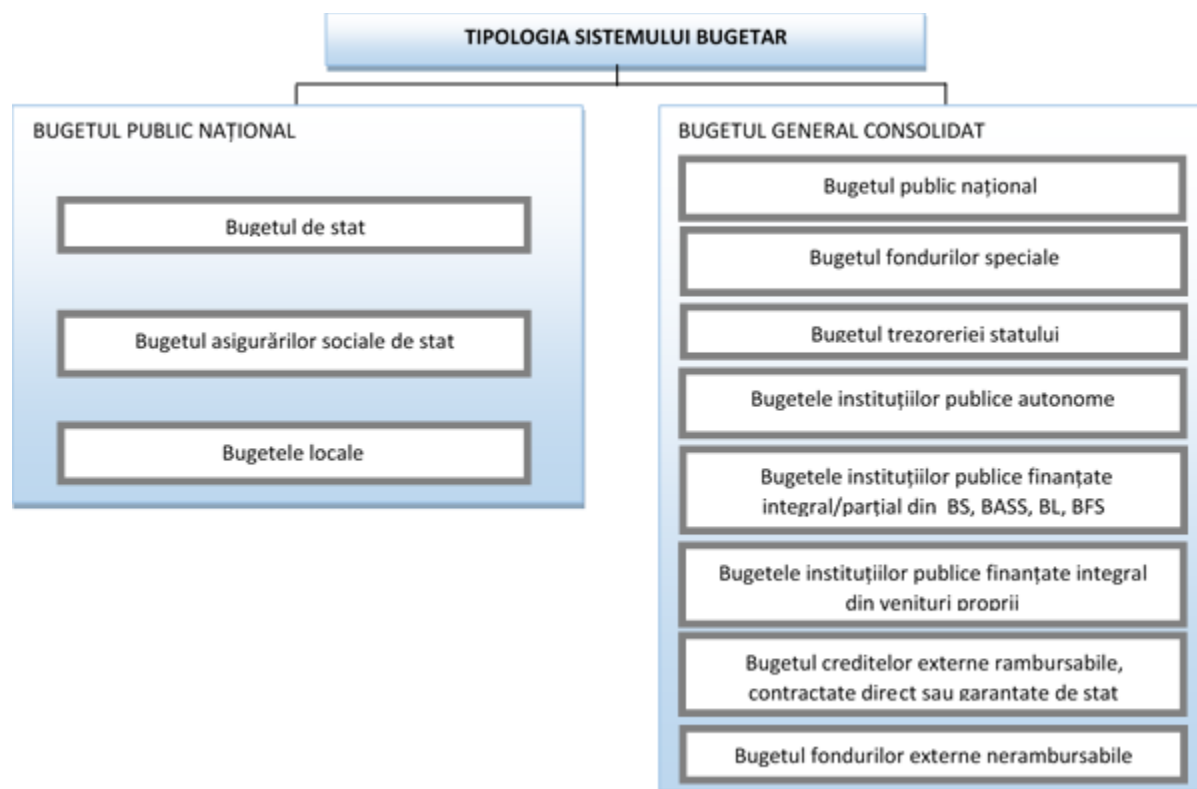 TIPOLOGIA SISTEMULUI BUGETAR
BUGETUL PUBLIC NAȚIONAL
Bugetul de stat
Bugetul asigurărilor sociale de stat
Bugetele locale
BUGETUL GENERAL CONSOLIDAT
Bugetul public național
Bugetul fondurilor speciale
Bugetul trezoreriei statului
Bugetele instituțiilor publice autonome
Bugetele instituțiilor publice finanțate
integral/parțial din BS, BASS, BL, BFS
Bugetele instituțiilor publice finanțate integral
din venituri proprii
Bugetul creditelor externe rambursabile,
contractate direct sau garantate de stat
Bugetul fondurilor externe nerambursabile